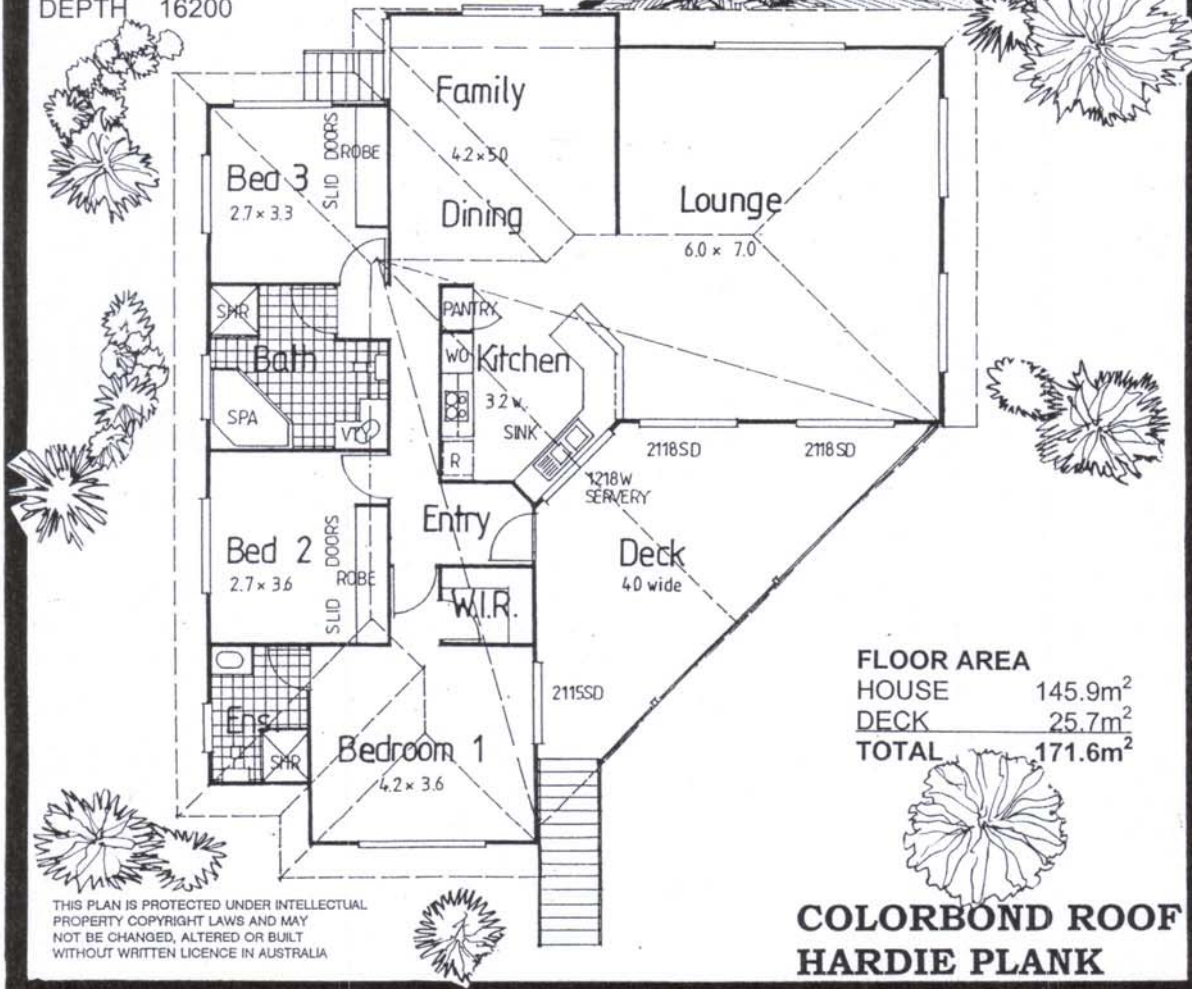 DEPTH 16200
Family
4.2 x 5.0
Dining
Lounge
6.0 x 7.0
Bed 3
2.7 x 3.3
SLID DOORS
ROBE
SHR
Bath
SPA
PANTRY
WO
Kitchen
3.2 w.
SINK
R
2118SD
2118SD
1218W
SERVERY
Entry
Bed 2
2.7 x 3.6
SLID DOORS
ROBE
W.I.R.
Deck
4.0 wide
2115SD
Ens.
SHR
Bedroom 1
4.2 x 3.6
FLOOR AREA
HOUSE 145.9m²
DECK 25.7m²
TOTAL 171.6m²
THIS PLAN IS PROTECTED UNDER INTELLECTUAL
PROPERTY COPYRIGHT LAWS AND MAY
NOT BE CHANGED, ALTERED OR BUILT
WITHOUT WRITTEN LICENCE IN AUSTRALIA
COLORBOND ROOF
HARDIE PLANK